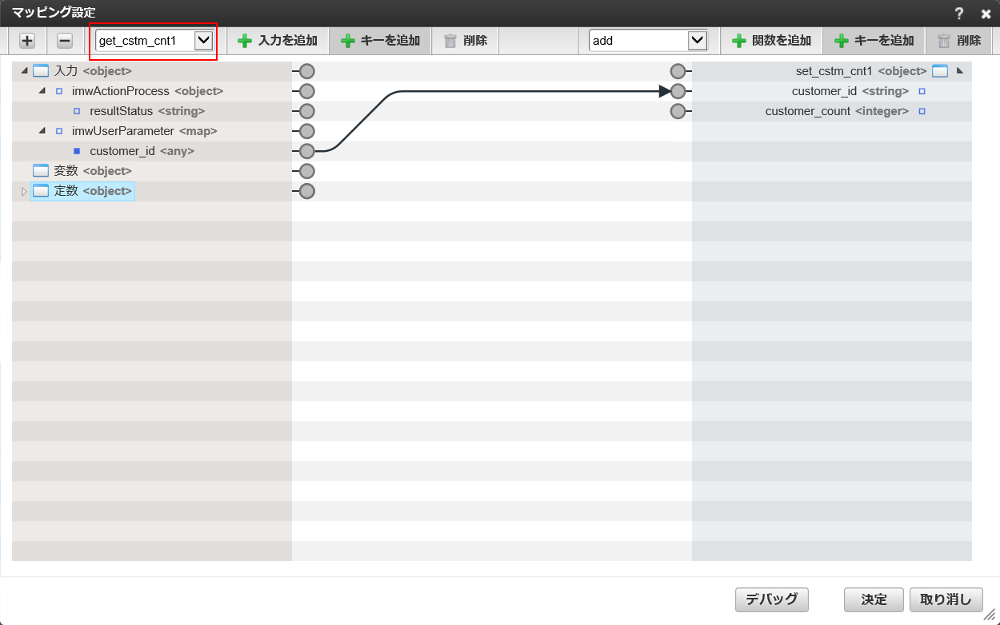 マッピング設定
get_cstm_cnt1 入力を追加 キーを追加 削除 add 関数を追加 キーを追加 削除
入力 <object> set_cstm_cnt1 <object>
imwActionProcess <object> customer_id <string>
resultStatus <string> customer_count <integer>
imwUserParameter <map>
customer_id <any>
変数 <object>
定数 <object>
デバッグ 決定 取り消し